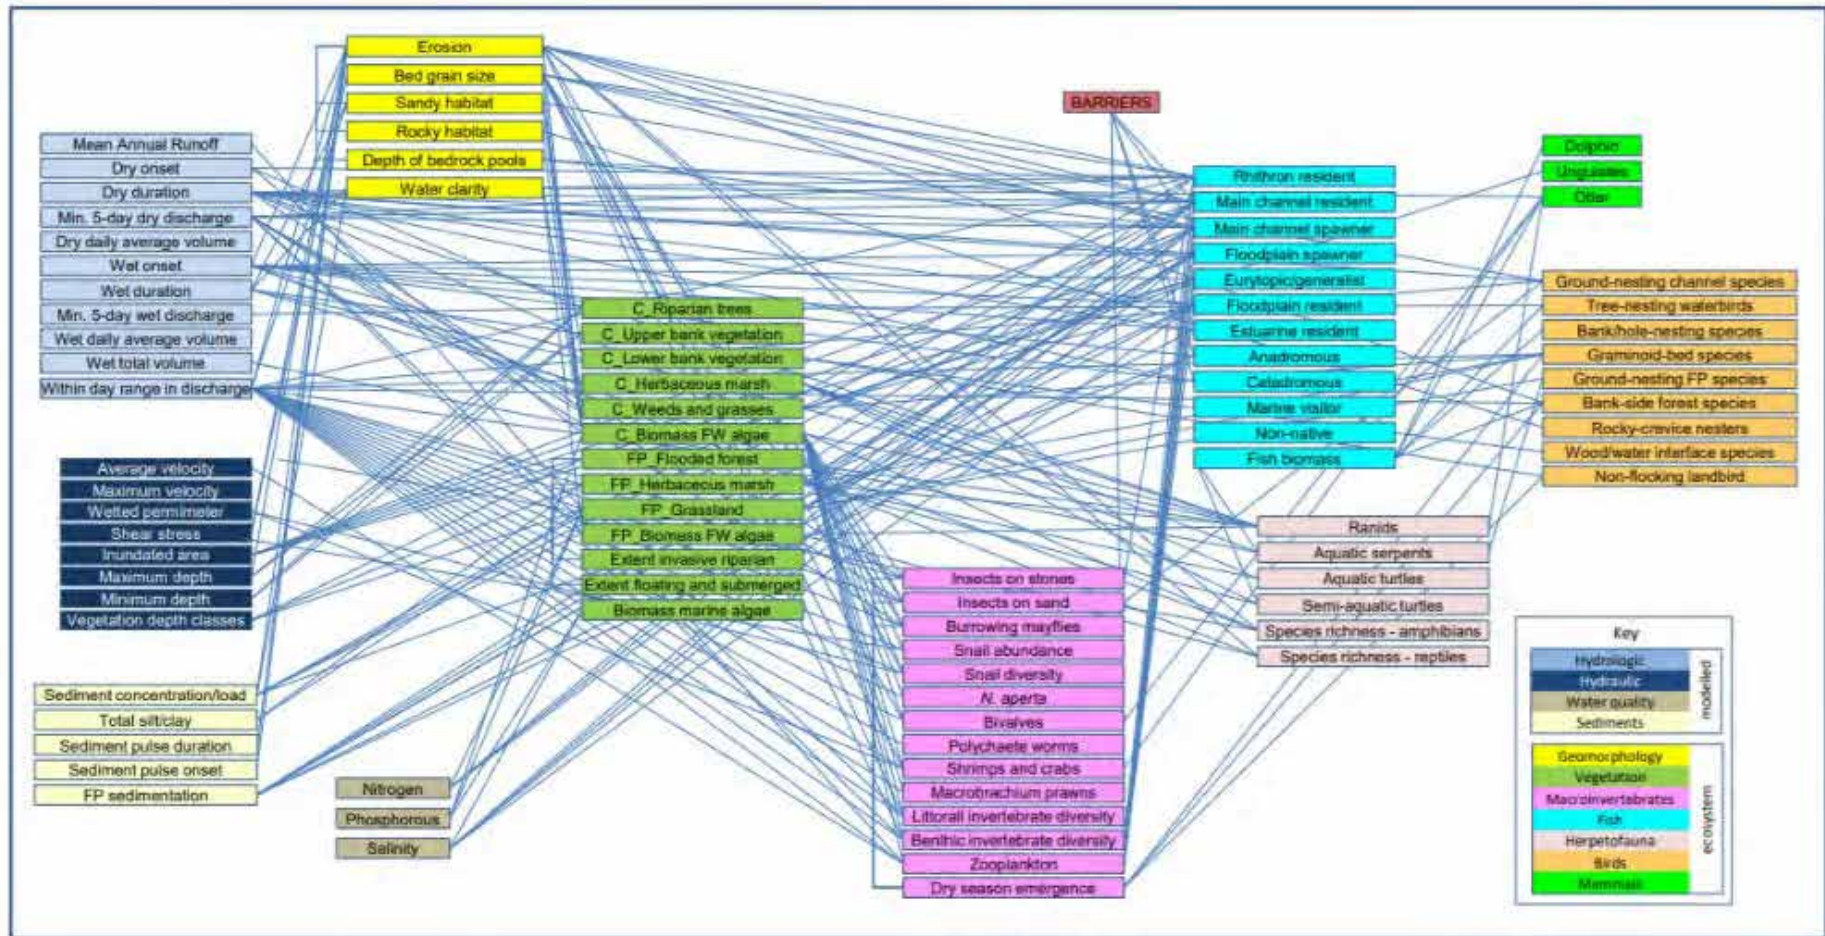 Erosion
Bed grain size
Sandy habitat
Rocky habitat
Depth of bedrock pools
Water clarity
Mean Annual Runoff
Dry onset
Dry duration
Min. 5-day dry discharge
Dry daily average volume
Wet onset
Wet duration
Min. 5-day wet discharge
Wet daily average volume
Wet total volume
Within day range in discharge
Average velocity
Maximum velocity
Wetted permimeter
Shear stress
Inundated area
Maximum depth
Minimum depth
Vegetation depth classes
Sediment concentration/load
Total silt/clay
Sediment pulse duration
Sediment pulse onset
FP sedimentation
Nitrogen
Phosphorous
Salinity
C_Riparian trees
C_Upper bank vegetation
C_Lower bank vegetation
C_Herbaceous marsh
C_Weeds and grasses
C_Biomass FW algae
FP_Flooded forest
FP_Herbaceous marsh
FP_Grassland
FP_Biomass FW algae
Extent invasive riparian
Extent floating and submerged
Biomass marine algae
Insects on stones
Insects on sand
Burrowing mayflies
Snail abundance
Snail diversity
N. aperta
Bivalves
Polychaete worms
Shrimps and crabs
Macrobrachium prawns
Littorall invertebrate diversity
Benthic invertebrate diversity
Zooplankton
Dry season emergence
BARRIERS
Rhithron resident
Main channel resident
Main channel spawner
Floodplain spawner
Eurytopic/generalist
Floodplain resident
Estuarine resident
Anadromous
Catadromous
Marine visitor
Non-native
Fish biomass
Ranids
Aquatic serpents
Aquatic turtles
Semi-aquatic turtles
Species richness - amphibians
Species richness - reptiles
Dolphin
Ungulates
Otter
Ground-nesting channel species
Tree-nesting waterbirds
Bank/hole-nesting species
Graminoid-bed species
Ground-nesting FP species
Bank-side forest species
Rocky-crevice nesters
Wood/water interface species
Non-flocking landbird
Key
Hydrologic
Hydraulic
Water quality
Sediments
modelled
Geomorphology
Vegetation
Macroinvertebrates
Fish
Herpetofauna
Birds
Mammals
ecosystem